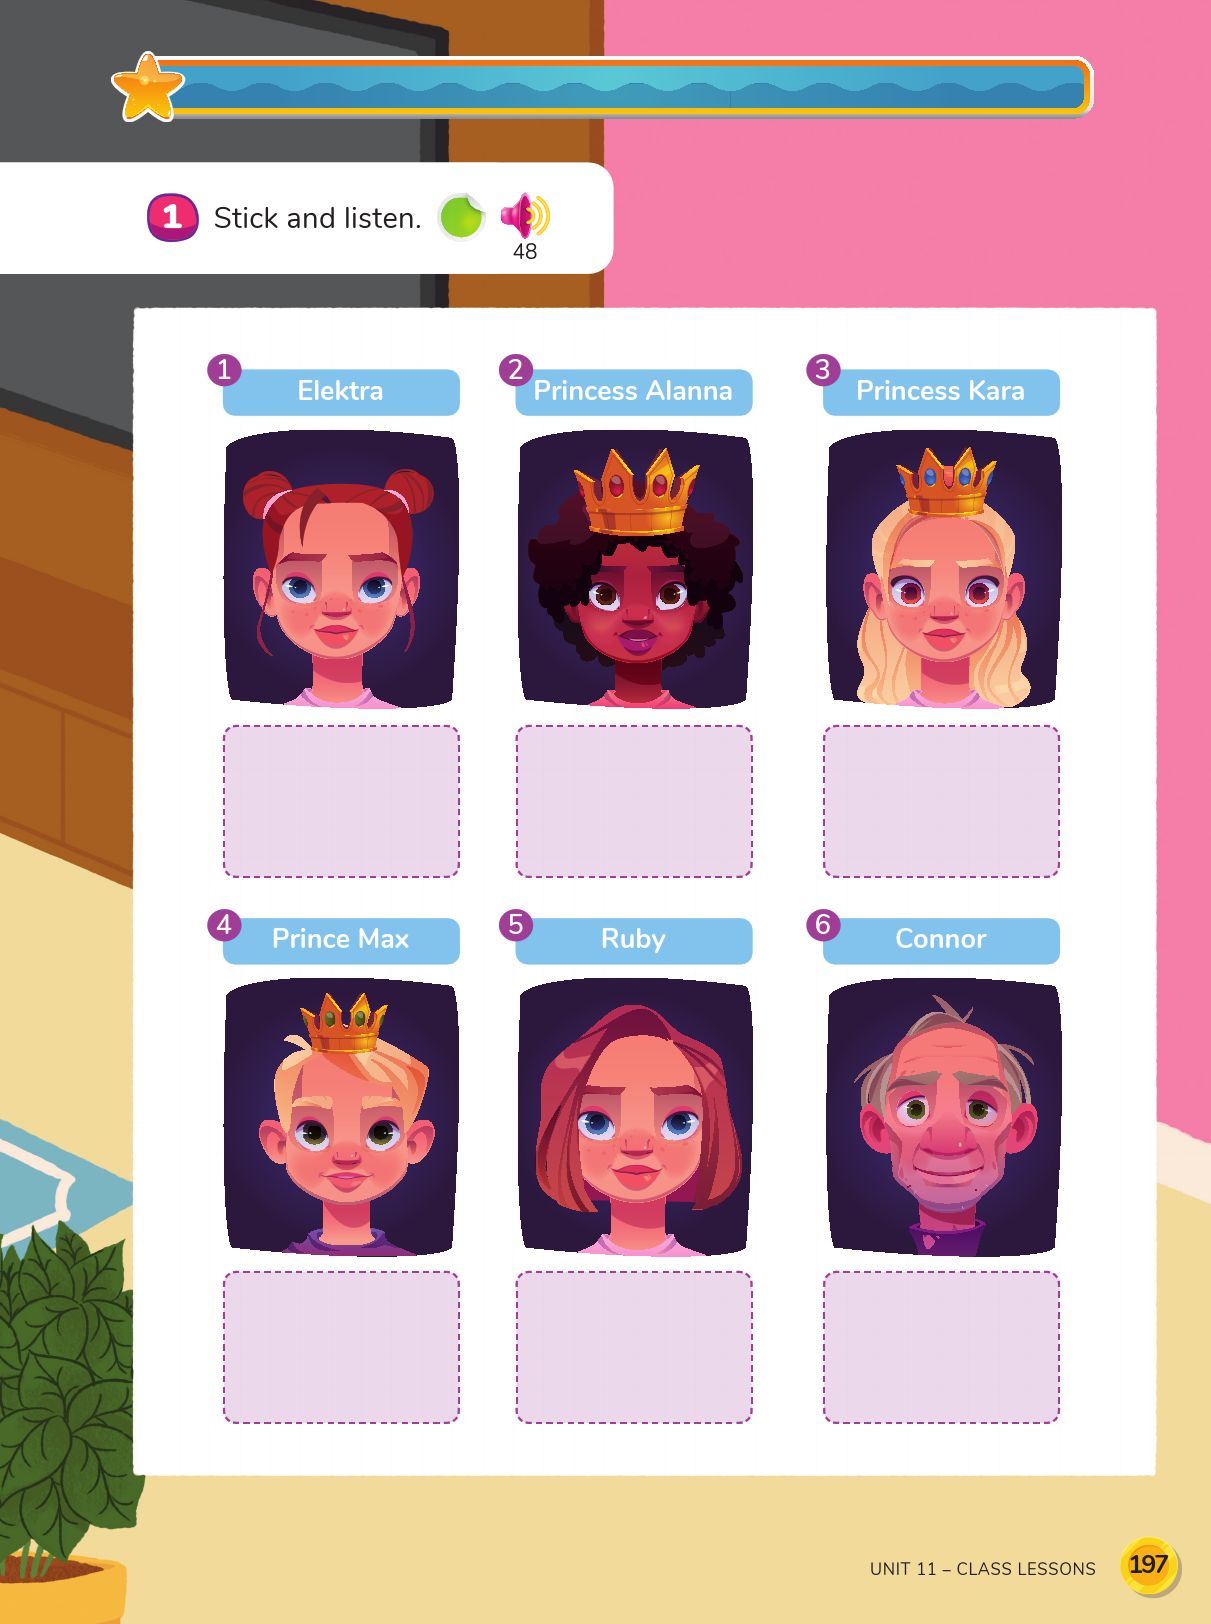 1 Stick and listen.
48
1 Elektra
2 Princess Alanna
3 Princess Kara
4 Prince Max
5 Ruby
6 Connor
UNIT 11 – CLASS LESSONS 197